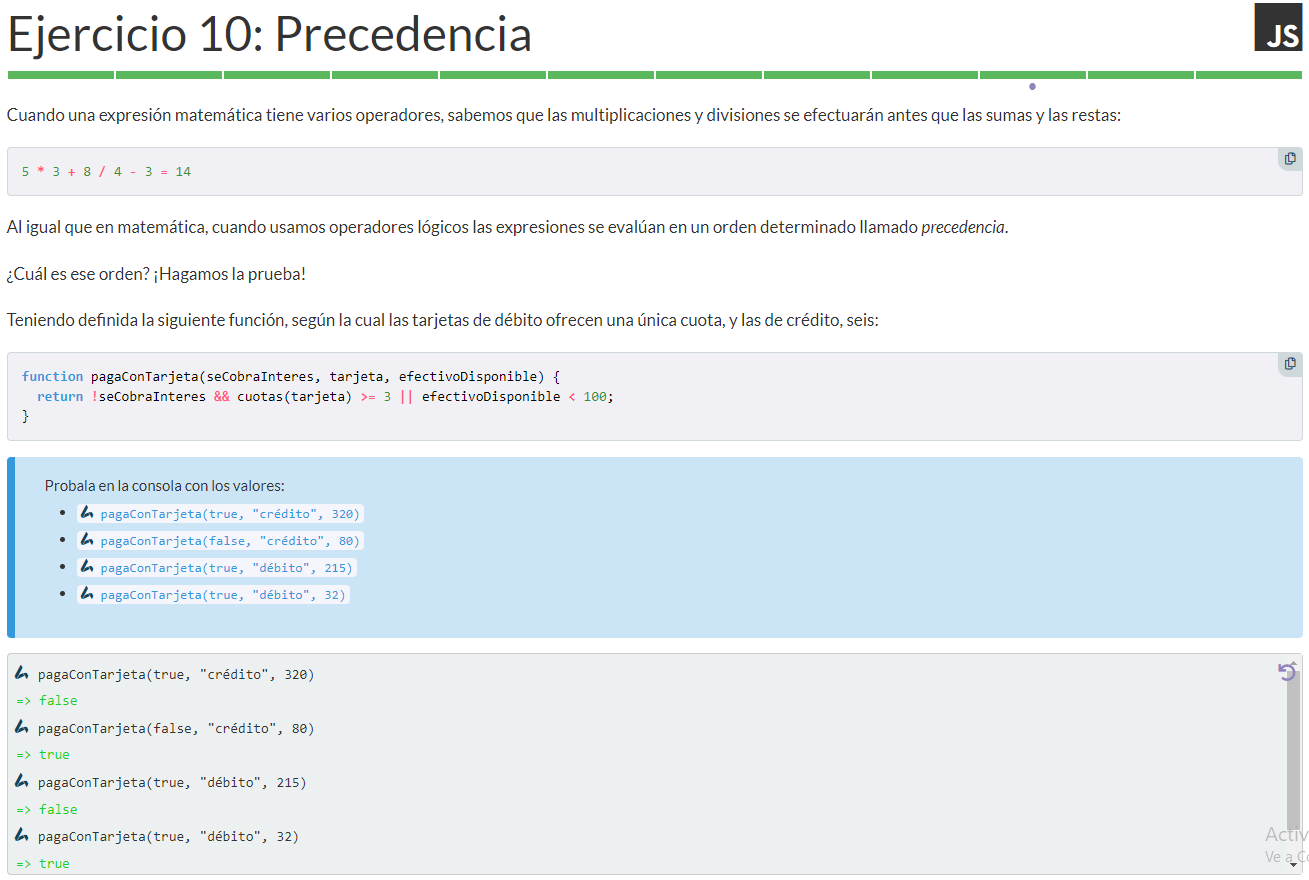 Ejercicio 10: Precedencia
JS
Cuando una expresión matemática tiene varios operadores, sabemos que las multiplicaciones y divisiones se efectuarán antes que las sumas y las restas:
5 * 3 + 8 / 4 - 3 = 14
Al igual que en matemática, cuando usamos operadores lógicos las expresiones se evalúan en un orden determinado llamado precedencia.
¿Cuál es ese orden? ¡Hagamos la prueba!
Teniendo definida la siguiente función, según la cual las tarjetas de débito ofrecen una única cuota, y las de crédito, seis:
function pagaConTarjeta(seCobraInteres, tarjeta, efectivoDisponible) {
return !seCobraInteres && cuotas(tarjeta) >= 3 || efectivoDisponible < 100;
}
Probala en la consola con los valores:
pagaConTarjeta(true, "crédito", 320)
pagaConTarjeta(false, "crédito", 80)
pagaConTarjeta(true, "débito", 215)
pagaConTarjeta(true, "débito", 32)
pagaConTarjeta(true, "crédito", 320)
=> false
pagaConTarjeta(false, "crédito", 80)
=> true
pagaConTarjeta(true, "débito", 215)
=> false
pagaConTarjeta(true, "débito", 32)
=> true
Activ
Ve a Co